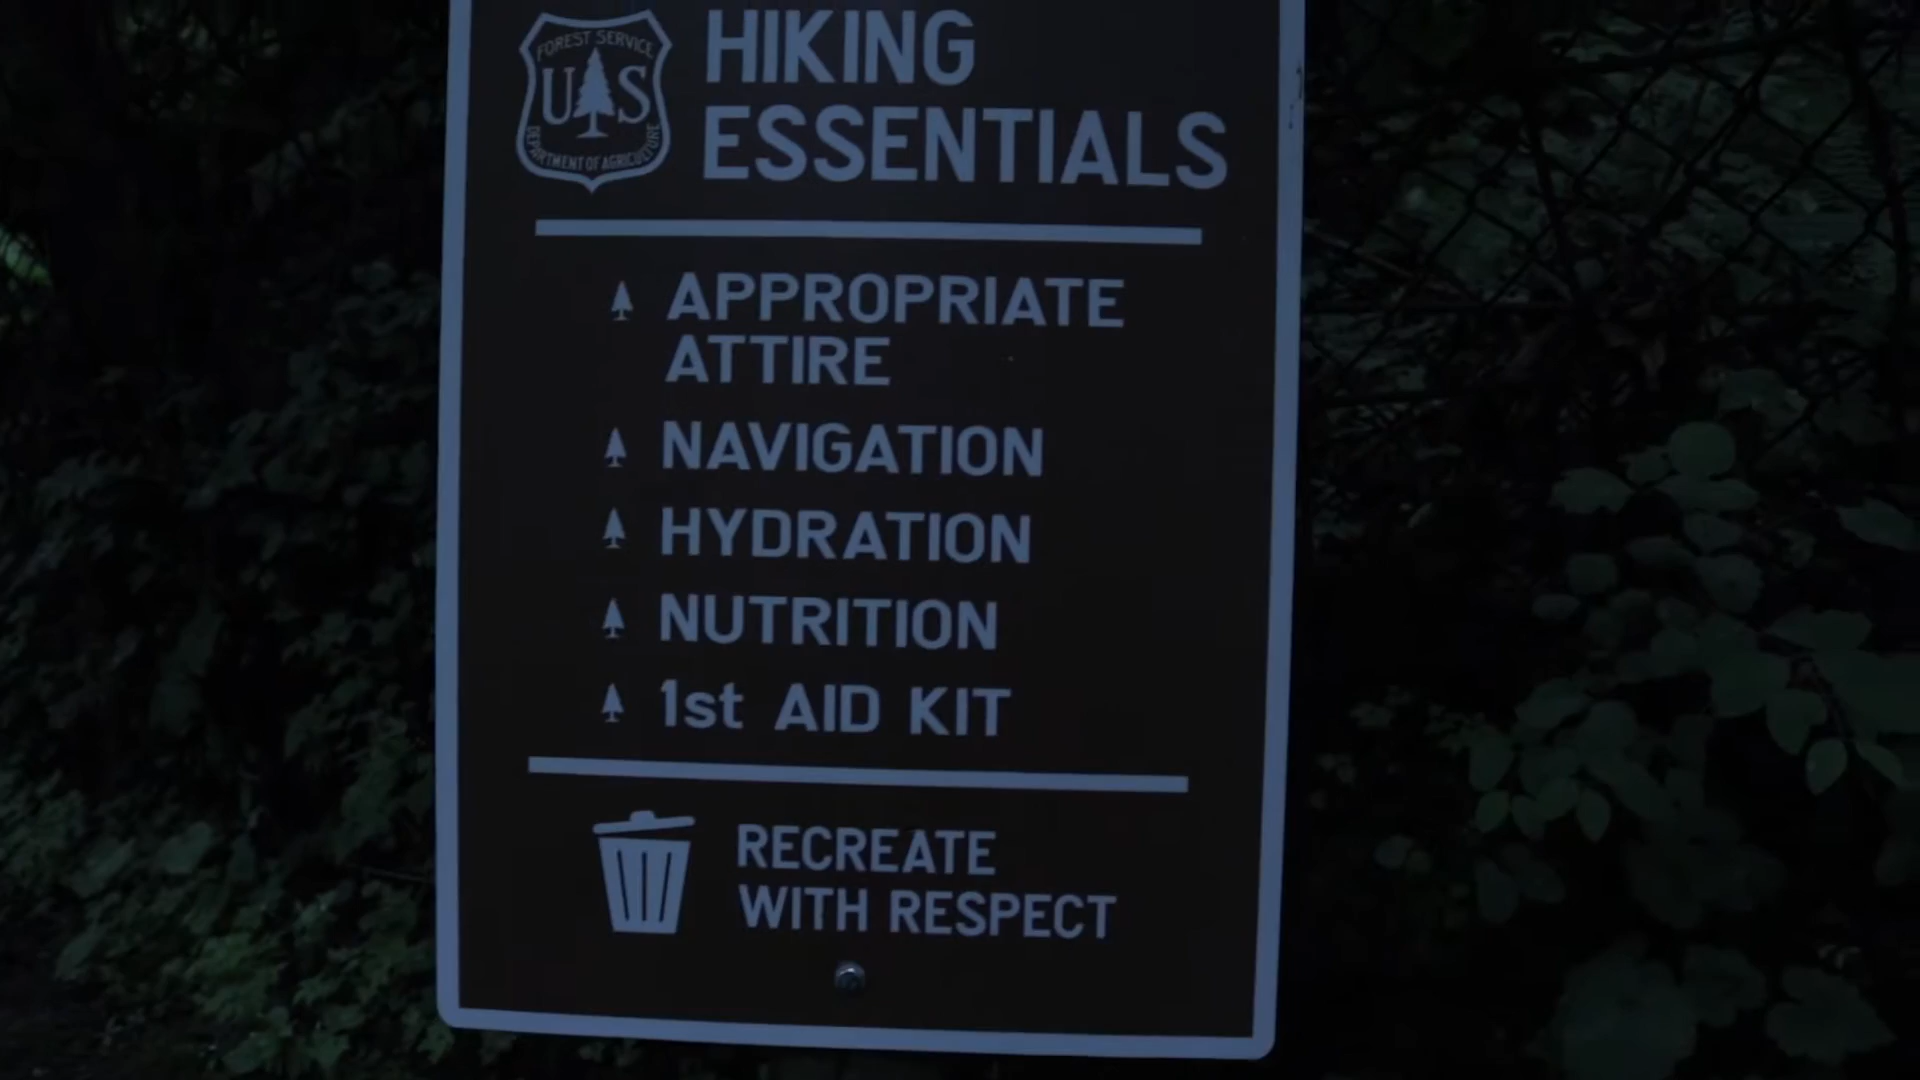 FOREST SERVICE
US
DEPARTMENT OF AGRICULTURE
HIKING
ESSENTIALS
APPROPRIATE
ATTIRE
NAVIGATION
HYDRATION
NUTRITION
1st AID KIT
RECREATE
WITH RESPECT